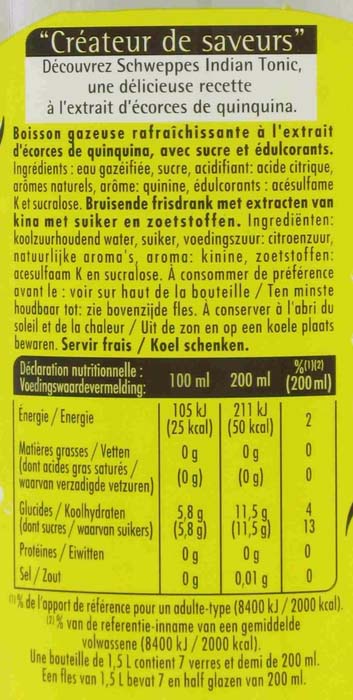 “Créateur de saveurs”
Découvrez Schweppes Indian Tonic,
une délicieuse recette
à l'extrait d'écorces de quinquina.
Boisson gazeuse rafraîchissante à l'extrait
d'écorces de quinquina, avec sucre et édulcorants.
Ingrédients : eau gazéifiée, sucre, acidifiant: acide citrique,
arômes naturels, arôme: quinine, édulcorants : acésulfame
K et sucralose. Bruisende frisdrank met extracten van
kina met suiker en zoetstoffen. Ingrediënten:
koolzuurhoudend water, suiker, voedingszuur: citroenzuur,
natuurlijke aroma's, aroma: kinine, zoetstoffen:
acesulfaam K en sucralose. À consommer de préférence
avant le : voir sur haut de la bouteille / Ten minste
houdbaar tot: zie bovenzijde fles. À conserver à l'abri du
soleil et de la chaleur / Uit de zon en op een koele plaats
bewaren. Servir frais / Koel schenken.
Déclaration nutritionnelle : 100 ml 200 ml %(1)(2)
Voedingswaardevermelding: (200 ml)
Énergie / Energie 105 kJ 211 kJ 2
(25 kcal) (50 kcal)
Matières grasses / Vetten 0 g 0 g 0
(dont acides gras saturés /
waarvan verzadigde vetzuren) (0 g) (0 g) 0
Glucides / Koolhydraten 5,8 g 11,5 g 4
(dont sucres / waarvan suikers) (5,8 g) (11,5 g) 13
Protéines / Eiwitten 0 g 0 g 0
Sel / Zout 0 g 0,01 g 0
(1)% de l'apport de référence pour un adulte-type (8400 kJ / 2000 kcal).
(2)% van de referentie-inname van een gemiddelde
volwassene (8400 kJ / 2000 kcal).
Une bouteille de 1,5 L contient 7 verres et demi de 200 ml.
Een fles van 1,5 L bevat 7 en half glazen van 200 ml.